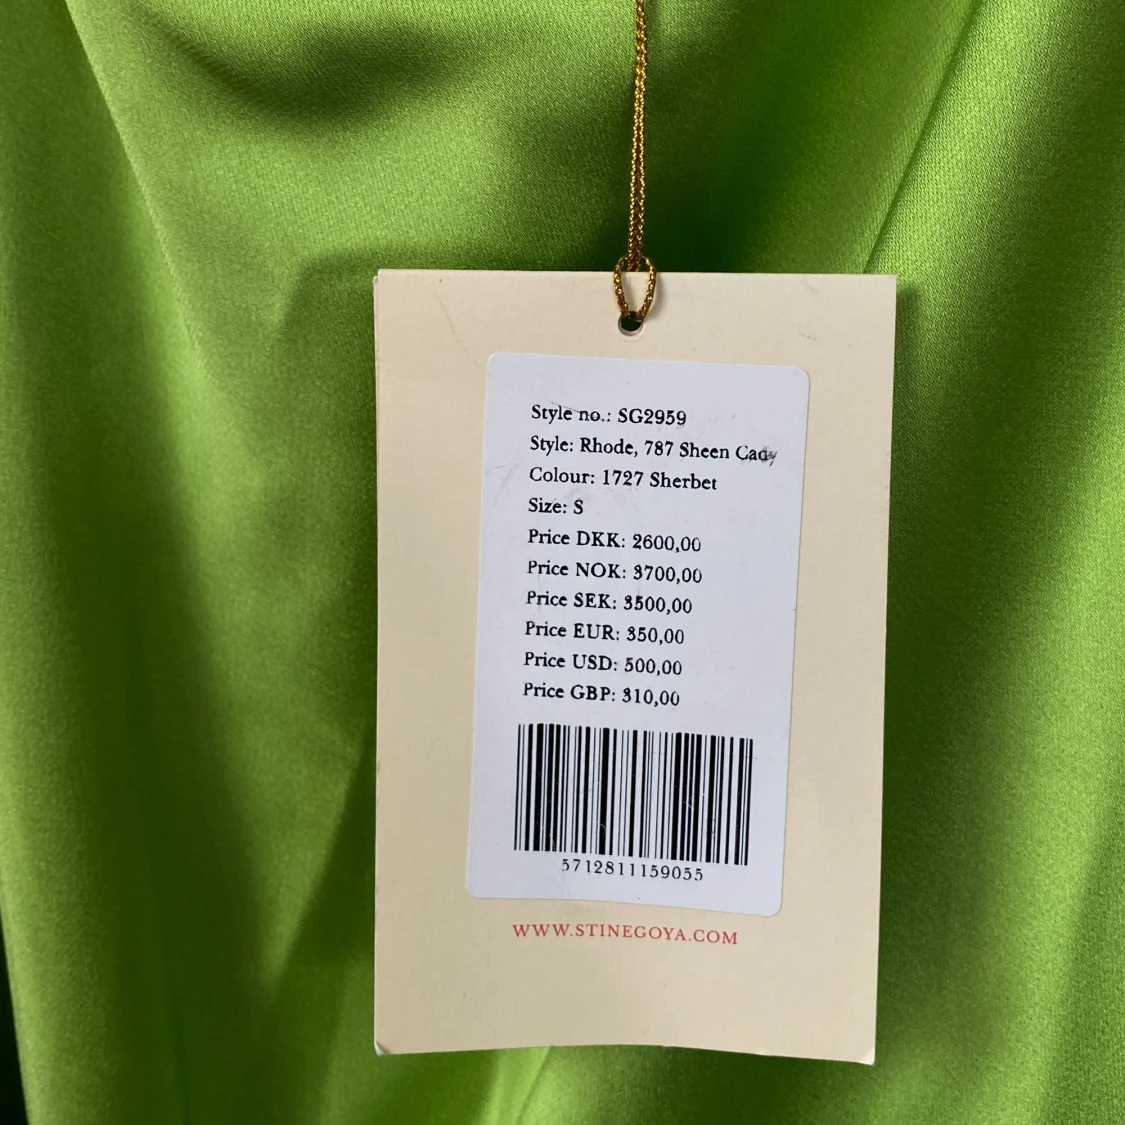 Style no.: SG2959
Style: Rhode, 787 Sheen Cady
Colour: 1727 Sherbet
Size: S
Price DKK: 2600,00
Price NOK: 3700,00
Price SEK: 3500,00
Price EUR: 350,00
Price USD: 500,00
Price GBP: 310,00
5712811159055
WWW.STINEGOYA.COM